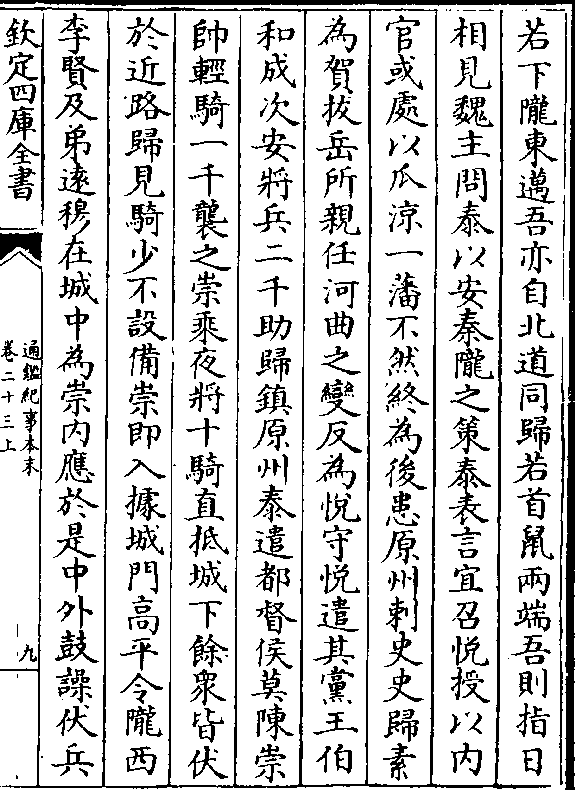 若下隴東邁吾亦自北道同歸若首鼠兩端吾則指日
相見魏主問泰以安秦隴之策泰表言宜召悅授以内
官或處以瓜涼一藩不然終為後患原州刺史史歸素
為賀拔岳所親任河曲之變反為悅守悅遣其黨王伯
和成次安將兵二千助歸鎮原州泰遣都督侯莫陳崇
帥輕騎一千襲之崇乘夜將十騎直抵城下餘衆皆伏
於近路歸見騎少不設備崇即入據城門高平令隴西
李賢及弟逺穆在城中為崇内應於是中外鼓譟伏兵
欽定四庫全書
通鑑紀事本末
卷二十三上
九